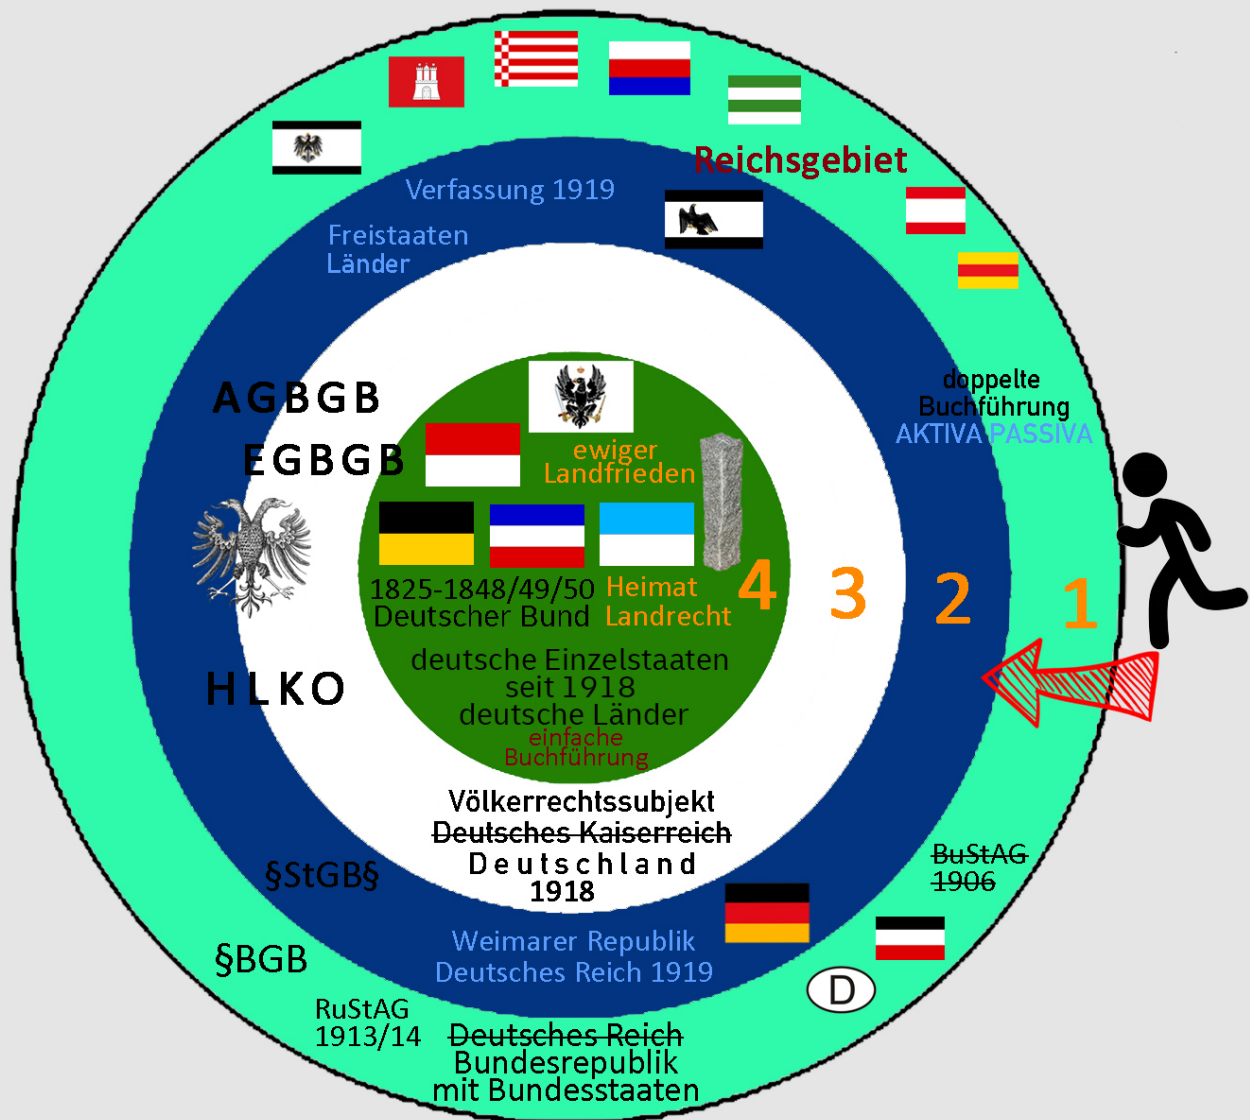 Reichsgebiet
Verfassung 1919
Freistaaten
Länder
AGBGB
EGBGB
HLKO
doppelte
Buchführung
AKTIVA PASSIVA
ewiger
Landfrieden
1825-1848/49/50
Deutscher Bund
Heimat
Landrecht
4
3
2
1
deutsche Einzelstaaten
seit 1918
deutsche Länder
einfache
Buchführung
Völkerrechtssubjekt
Deutsches Kaiserreich
Deutschland
1918
§StGB§
§BGB
RuStAG
1913/14
BuStAG
1906
Weimarer Republik
Deutsches Reich 1919
D
Deutsches Reich
Bundesrepublik
mit Bundesstaaten